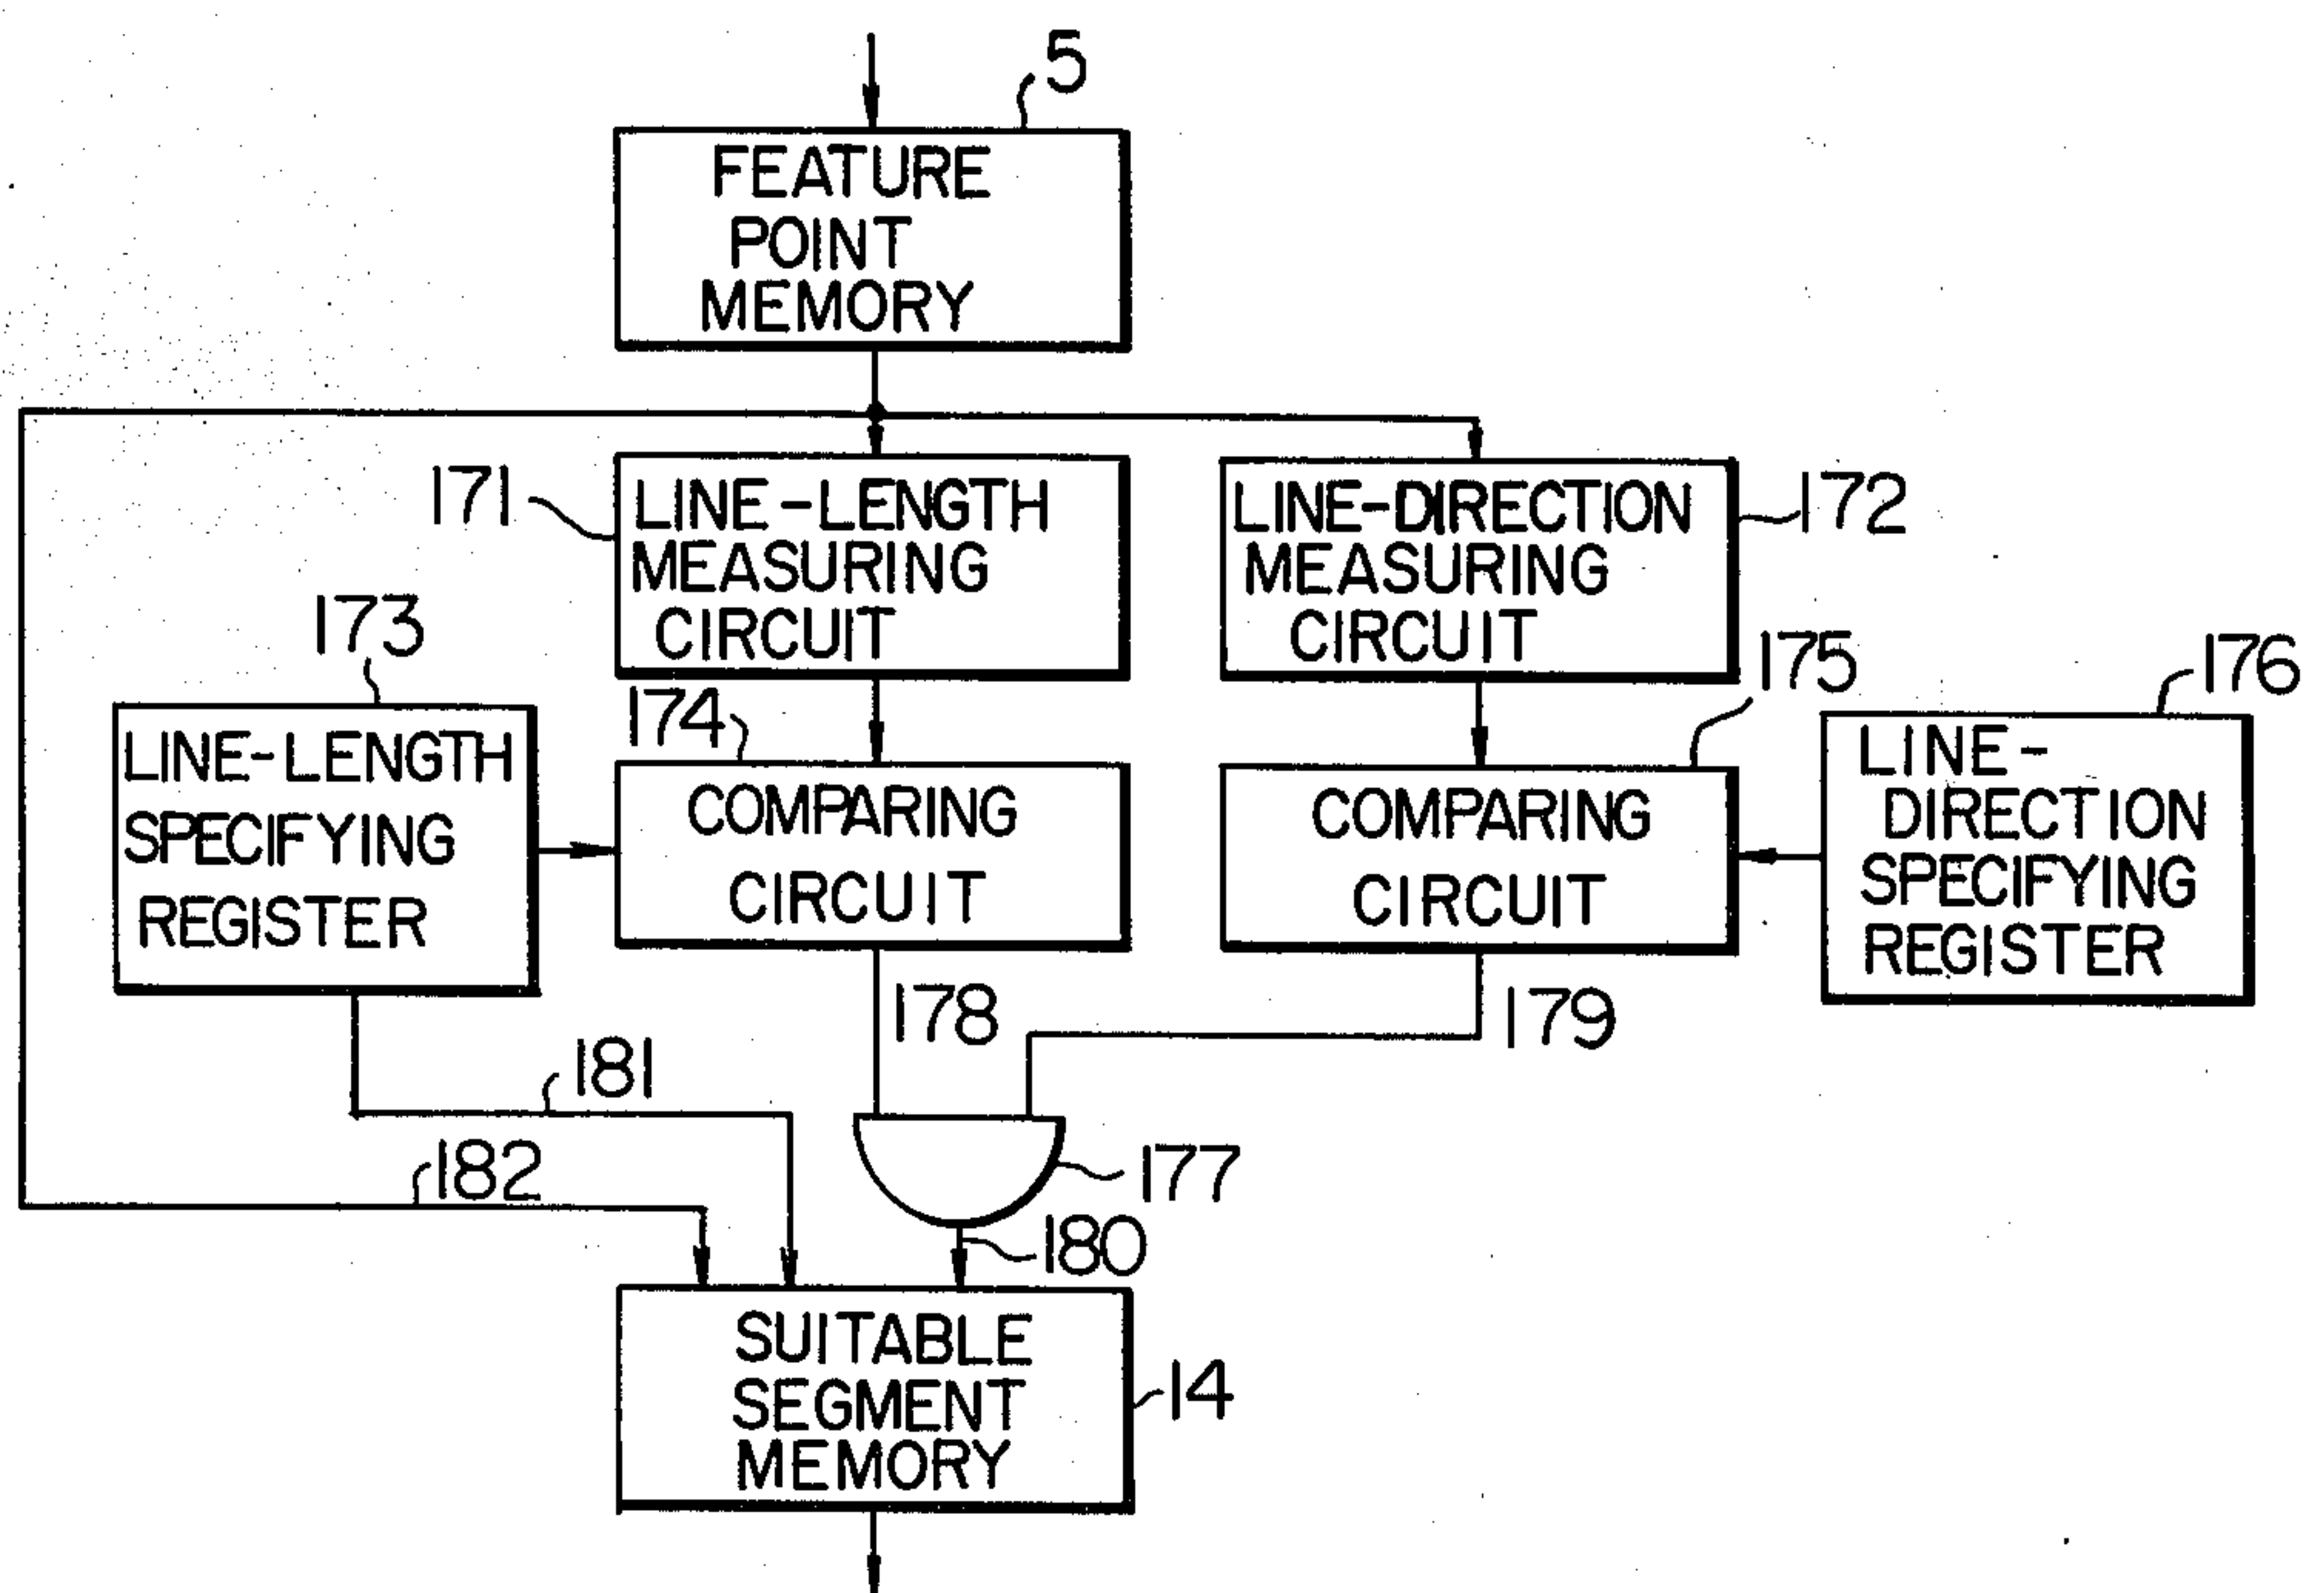 5
FEATURE
POINT
MEMORY
171
LINE-LENGTH
MEASURING
CIRCUIT
LINE-DIRECTION
MEASURING
CIRCUIT
172
173
LINE-LENGTH
SPECIFYING
REGISTER
174
COMPARING
CIRCUIT
175
COMPARING
CIRCUIT
176
LINE-
DIRECTION
SPECIFYING
REGISTER
178
179
181
182
177
180
SUITABLE
SEGMENT
MEMORY
14